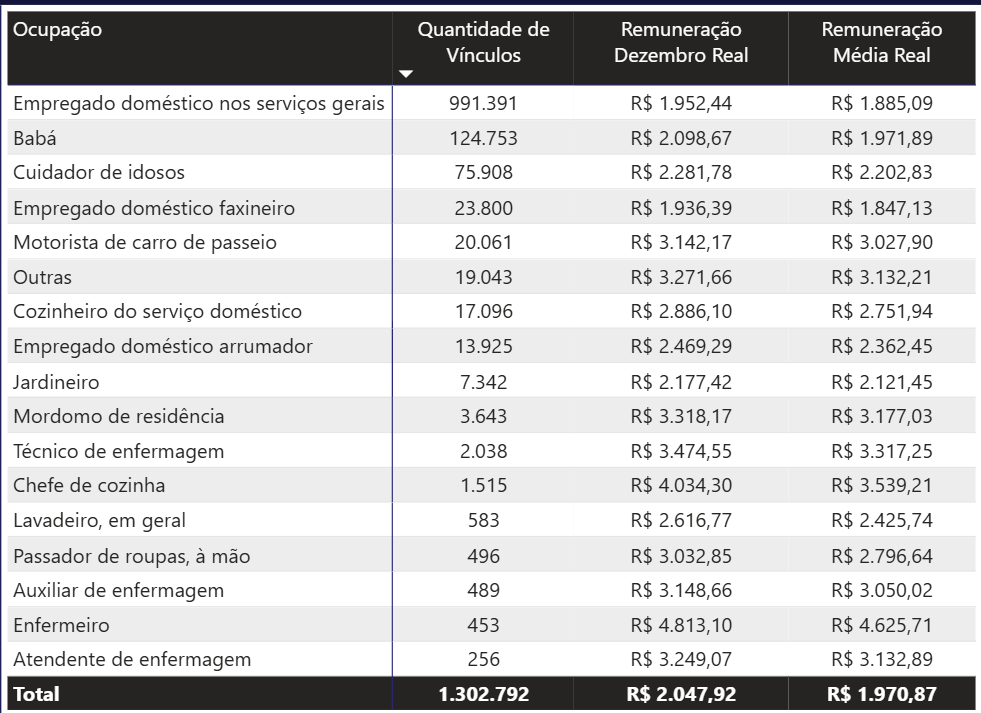 Ocupação Quantidade de Vínculos Remuneração Dezembro Real Remuneração Média Real
Empregado doméstico nos serviços gerais 991.391 R$ 1.952,44 R$ 1.885,09
Babá 124.753 R$ 2.098,67 R$ 1.971,89
Cuidador de idosos 75.908 R$ 2.281,78 R$ 2.202,83
Empregado doméstico faxineiro 23.800 R$ 1.936,39 R$ 1.847,13
Motorista de carro de passeio 20.061 R$ 3.142,17 R$ 3.027,90
Outras 19.043 R$ 3.271,66 R$ 3.132,21
Cozinheiro do serviço doméstico 17.096 R$ 2.886,10 R$ 2.751,94
Empregado doméstico arrumador 13.925 R$ 2.469,29 R$ 2.362,45
Jardineiro 7.342 R$ 2.177,42 R$ 2.121,45
Mordomo de residência 3.643 R$ 3.318,17 R$ 3.177,03
Técnico de enfermagem 2.038 R$ 3.474,55 R$ 3.317,25
Chefe de cozinha 1.515 R$ 4.034,30 R$ 3.539,21
Lavadeiro, em geral 583 R$ 2.616,77 R$ 2.425,74
Passador de roupas, à mão 496 R$ 3.032,85 R$ 2.796,64
Auxiliar de enfermagem 489 R$ 3.148,66 R$ 3.050,02
Enfermeiro 453 R$ 4.813,10 R$ 4.625,71
Atendente de enfermagem 256 R$ 3.249,07 R$ 3.132,89
Total 1.302.792 R$ 2.047,92 R$ 1.970,87